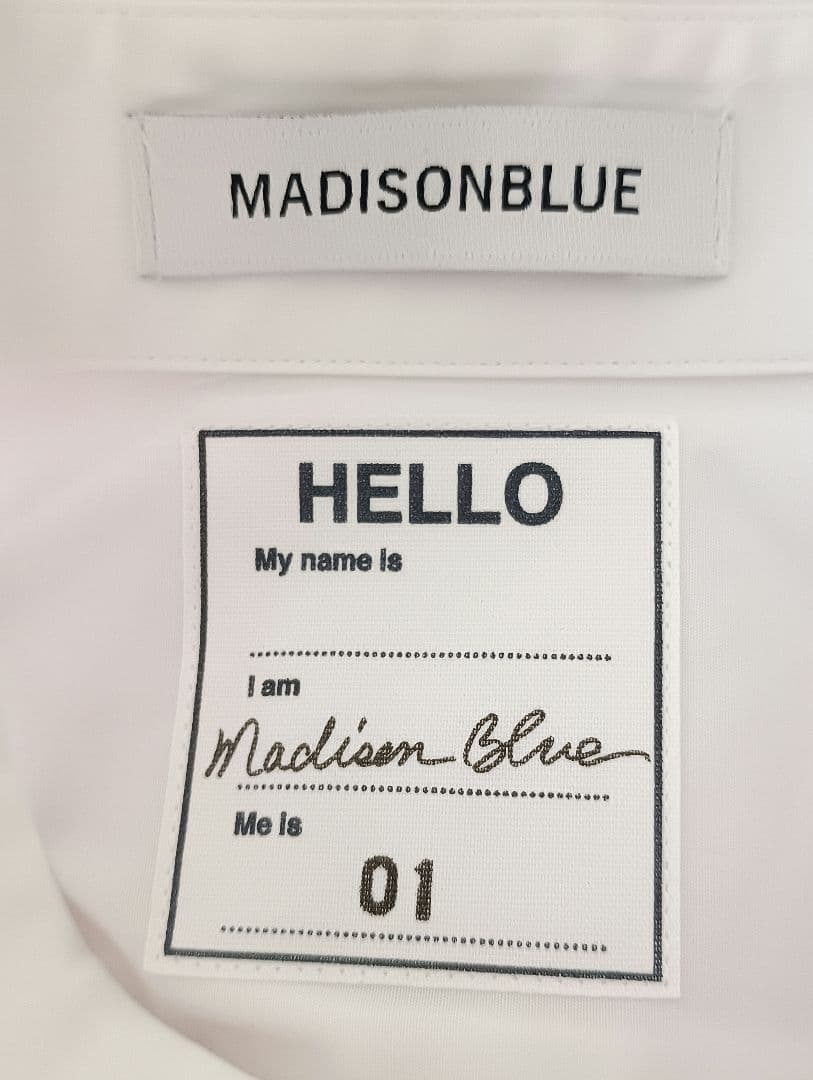 MADISONBLUE
HELLO
My name is
I am
Madison Blue
Me is
01